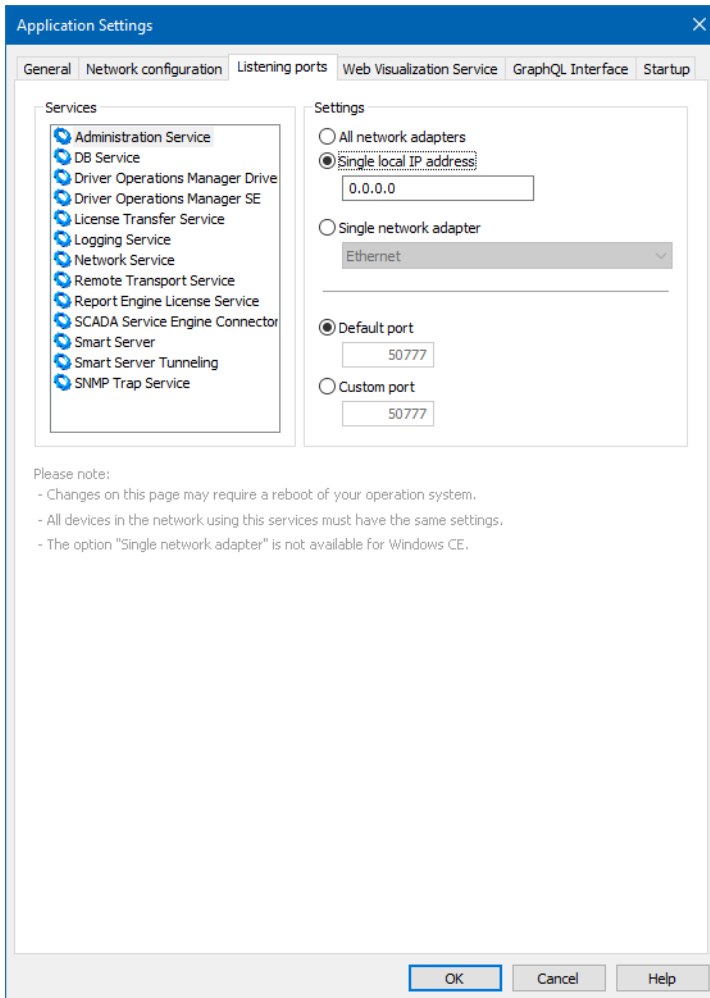 Application Settings
General Network configuration Listening ports Web Visualization Service GraphQL Interface Startup
Services
Administration Service
DB Service
Driver Operations Manager Drive
Driver Operations Manager SE
License Transfer Service
Logging Service
Network Service
Remote Transport Service
Report Engine License Service
SCADA Service Engine Connector
Smart Server
Smart Server Tunneling
SNMP Trap Service
Settings
All network adapters
Single local IP address
0.0.0.0
Single network adapter
Ethernet
Default port
50777
Custom port
50777
Please note:
- Changes on this page may require a reboot of your operation system.
- All devices in the network using this services must have the same settings.
- The option "Single network adapter" is not available for Windows CE.
OK Cancel Help